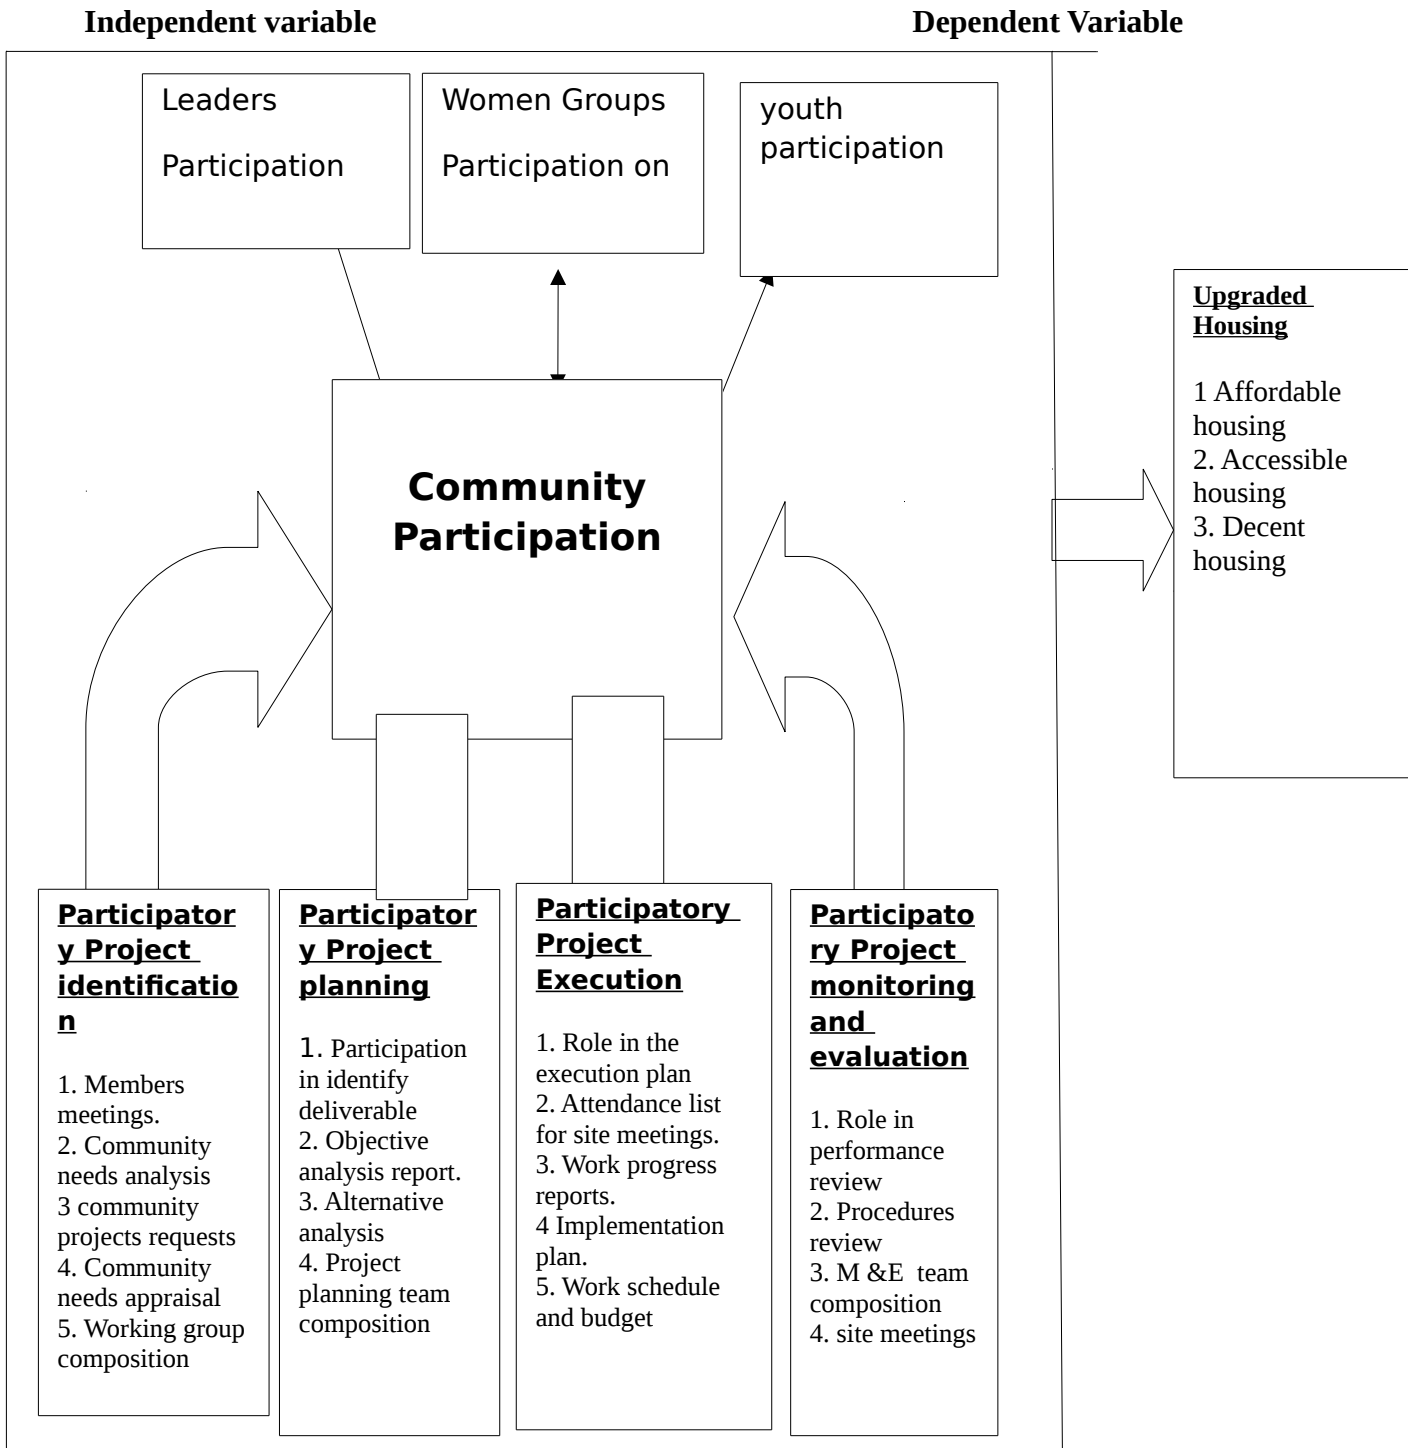 Independent variable
Dependent Variable
Leaders
Participation
Women Groups
Participation on
youth
participation
Upgraded
Housing
1 Affordable
housing
2. Accessible
housing
3. Decent
housing
Community
Participation
Participator
y Project
identificatio
n
1. Members
meetings.
2. Community
needs analysis
3 community
projects requests
4. Community
needs appraisal
5. Working group
composition
Participator
y Project
planning
1. Participation
in identify
deliverable
2. Objective
analysis report.
3. Alternative
analysis
4. Project
planning team
composition
Participatory
Project
Execution
1. Role in the
execution plan
2. Attendance list
for site meetings.
3. Work progress
reports.
4 Implementation
plan.
5. Work schedule
and budget
Participato
ry Project
monitoring
and
evaluation
1. Role in
performance
review
2. Procedures
review
3. M &E  team
composition
4. site meetings